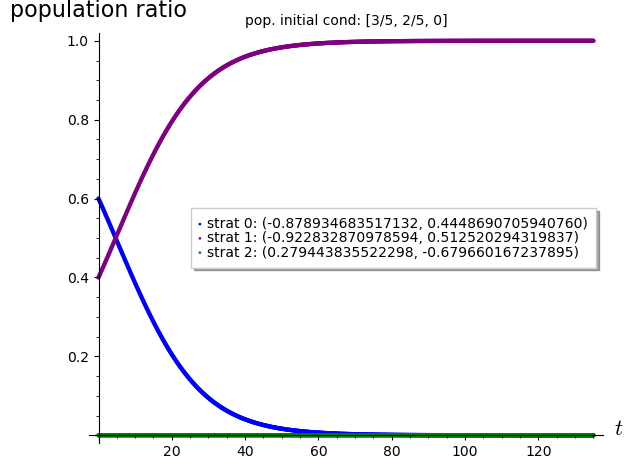 population ratio
pop. initial cond: [3/5, 2/5, 0]
1.0
0.8
0.6
0.4
0.2
strat 0: (-0.878934683517132, 0.4448690705940760)
strat 1: (-0.922832870978594, 0.512520294319837)
strat 2: (0.279443835522298, -0.679660167237895)
20 40 60 80 100 120
t